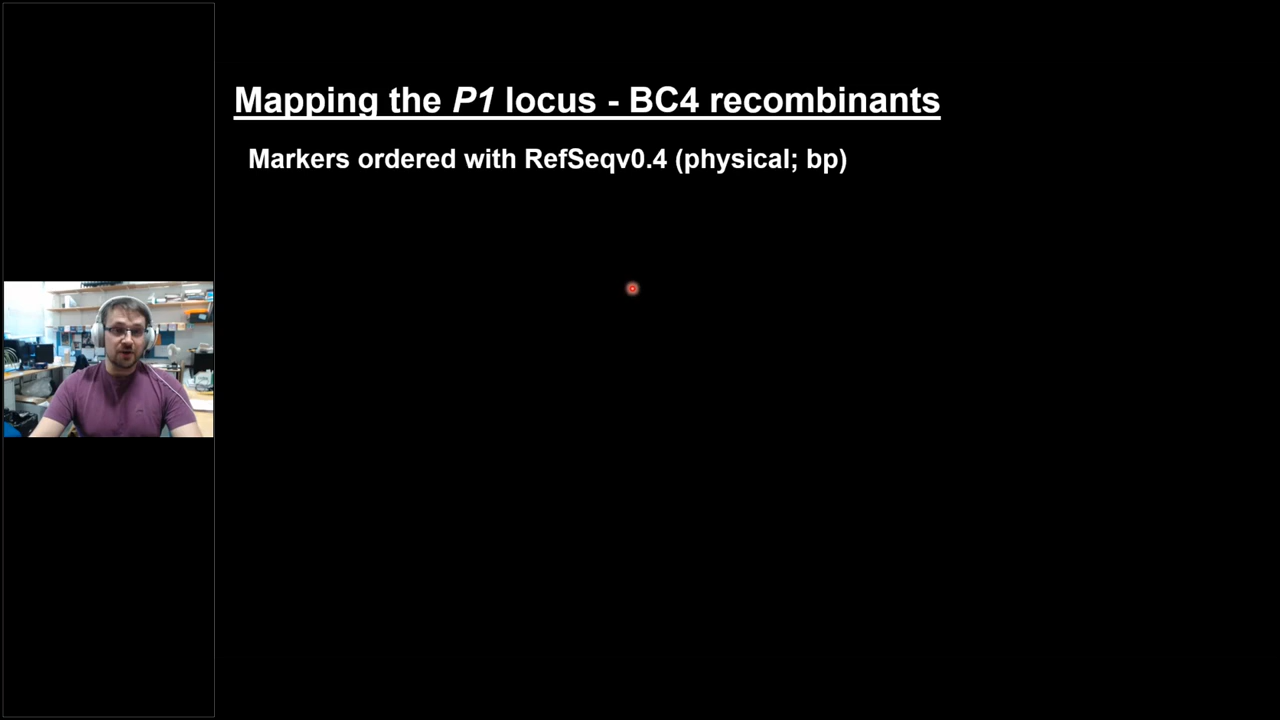 Mapping the P1 locus - BC4 recombinants
Markers ordered with RefSeqv0.4 (physical; bp)